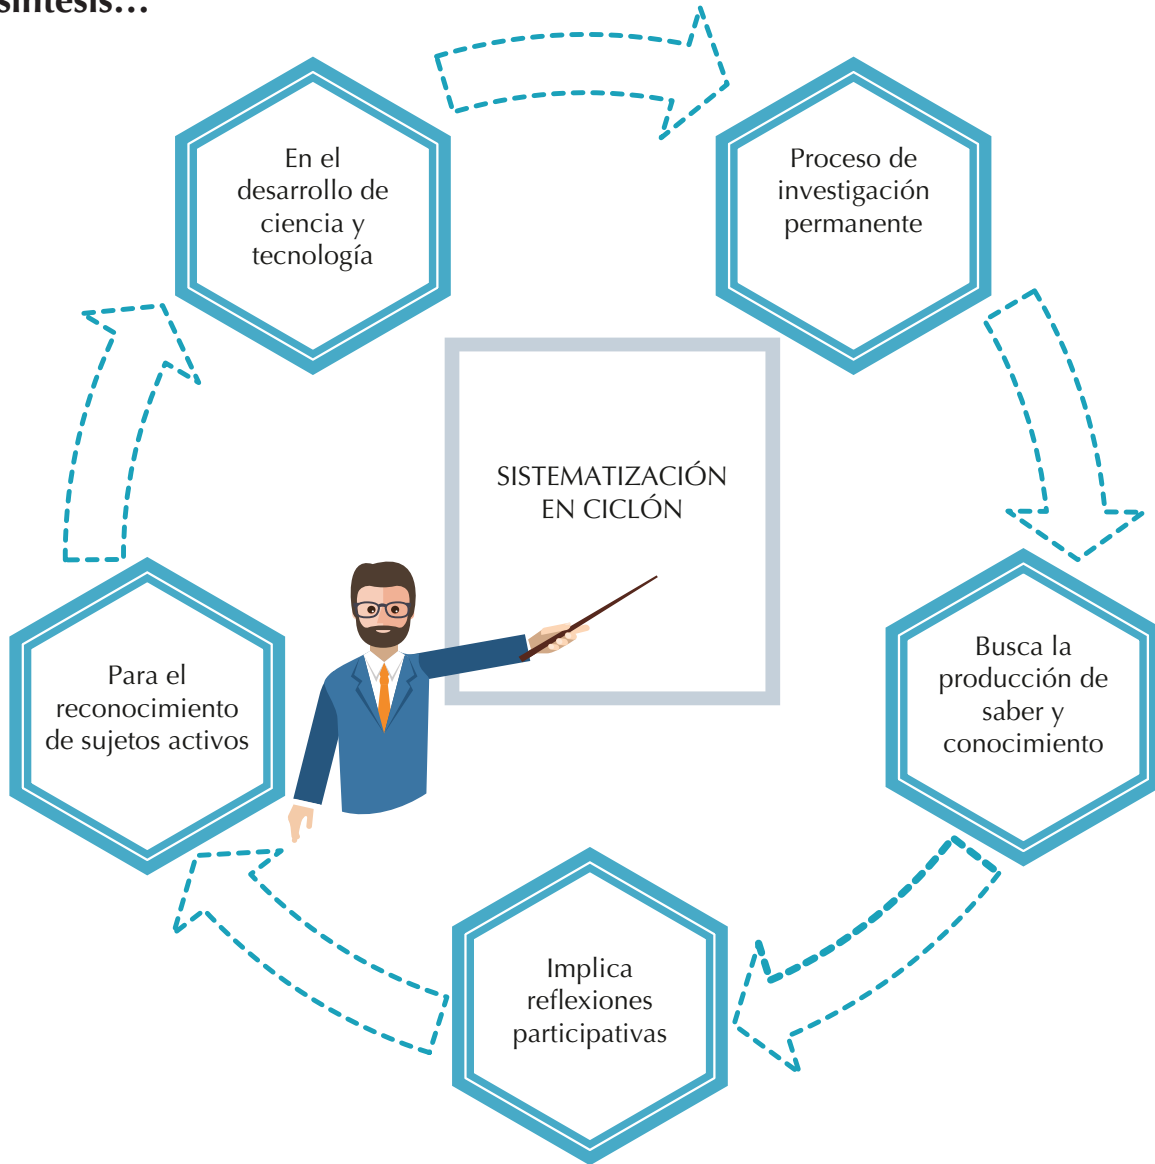 síntesis...
En el
desarrollo de
ciencia y
tecnología
Proceso de
investigación
permanente
SISTEMATIZACIÓN
EN CICLÓN
Busca la
producción de
saber y
conocimiento
Implica
reflexiones
participativas
Para el
reconocimiento
de sujetos activos